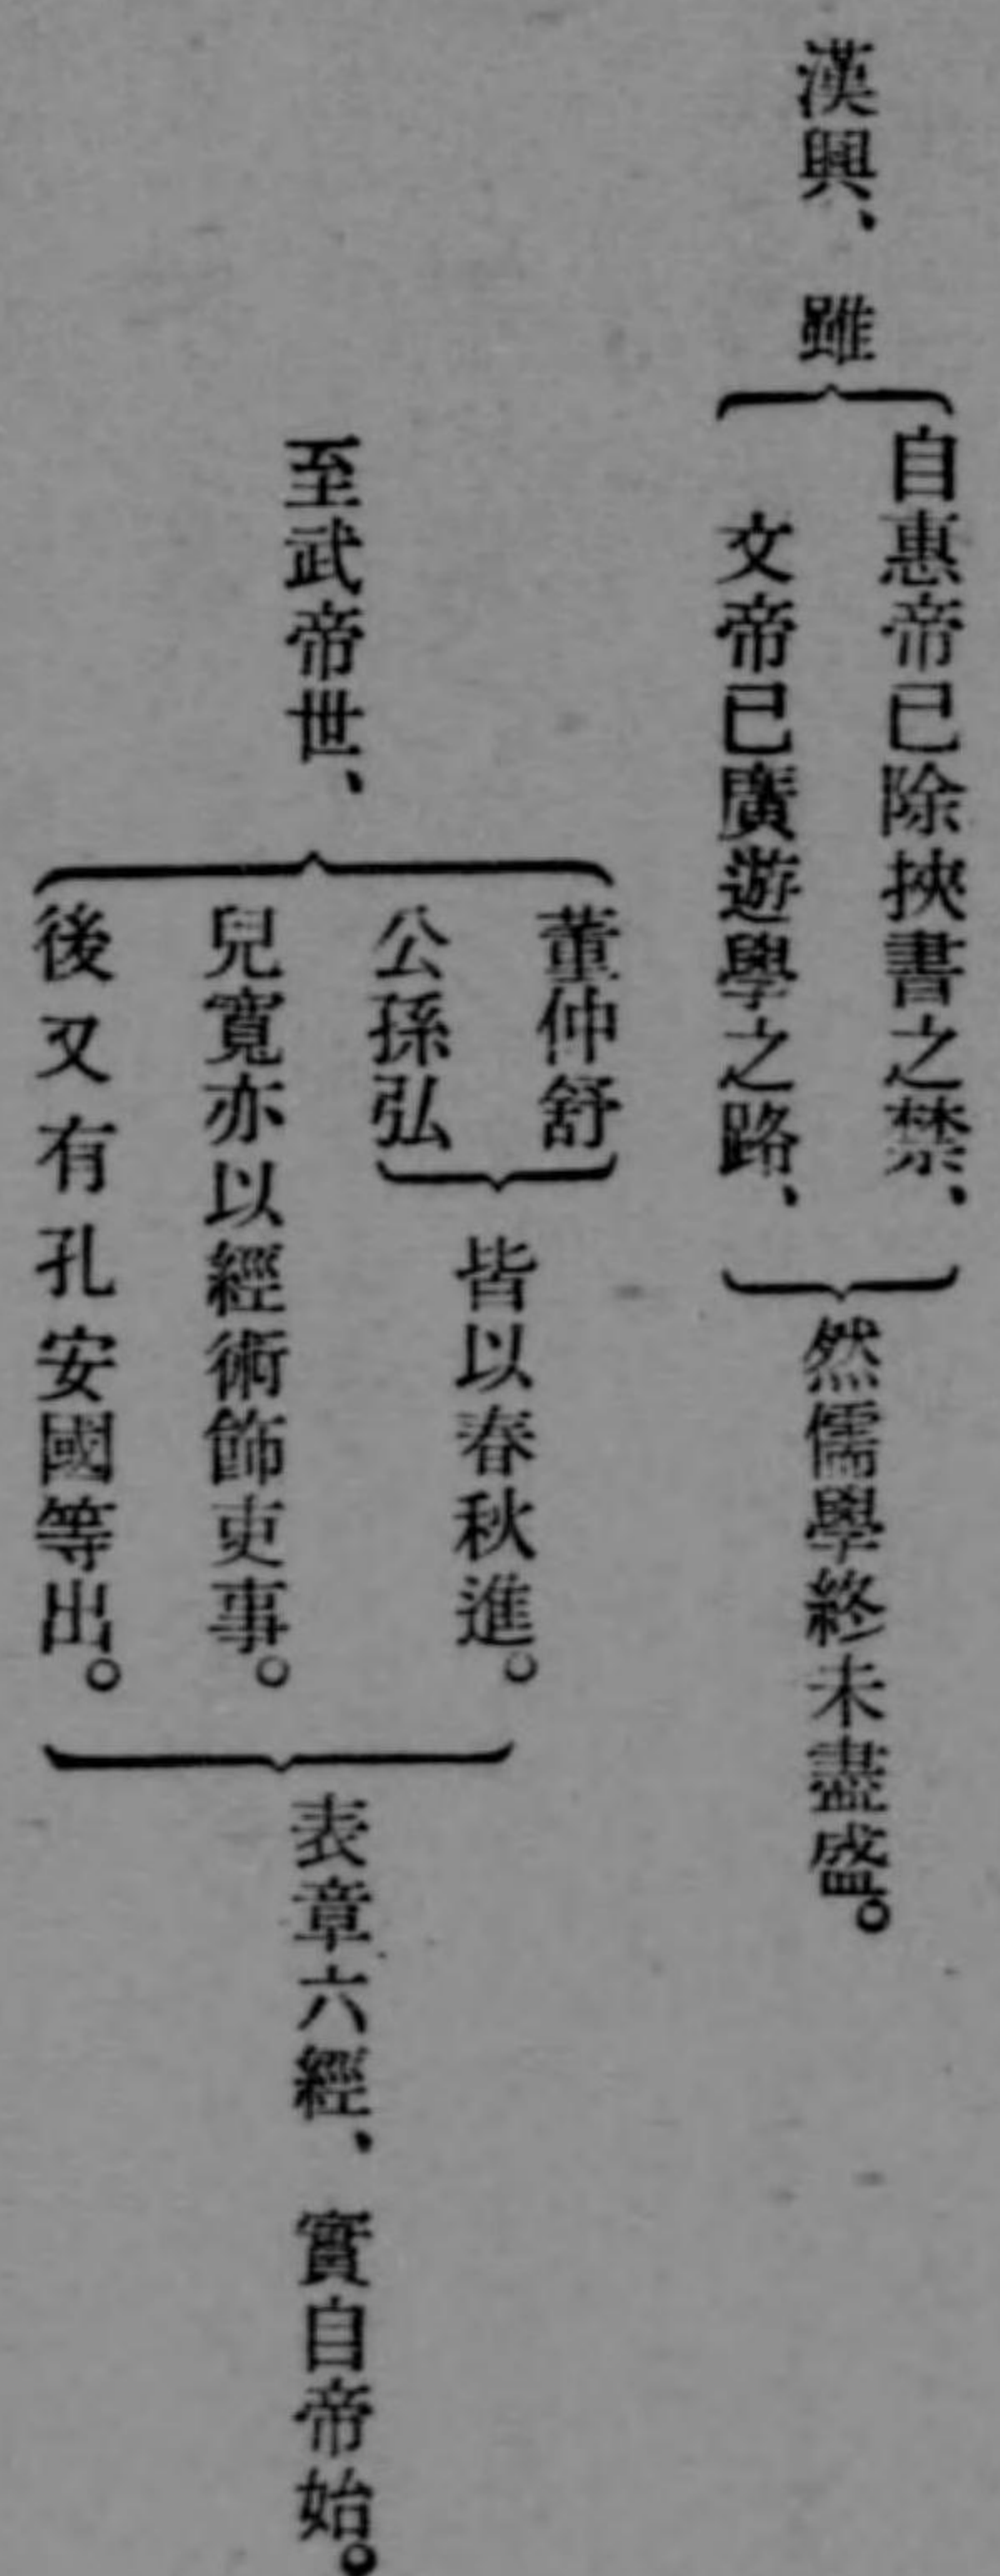 漢興、雖
自惠帝已除挾書之禁、
文帝已廣遊學之路、
然儒學終未盡盛。
至武帝世、
董仲舒
公孫弘
皆以春秋進。
兒寬亦以經術飾吏事。
後又有孔安國等出。
表章六經、實自帝始。